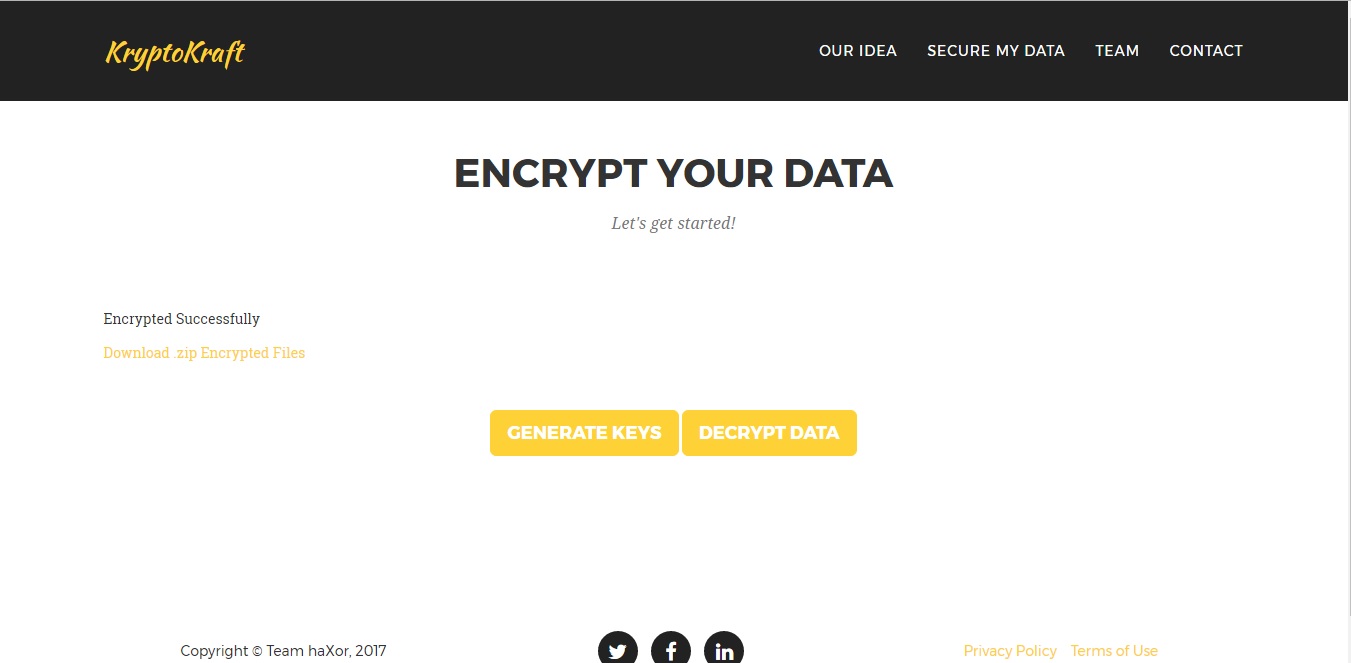 KryptoKraft
OUR IDEA SECURE MY DATA TEAM CONTACT
ENCRYPT YOUR DATA
Let's get started!
Encrypted Successfully
Download .zip Encrypted Files
GENERATE KEYS DECRYPT DATA
Copyright © Team haXor, 2017 Privacy Policy Terms of Use